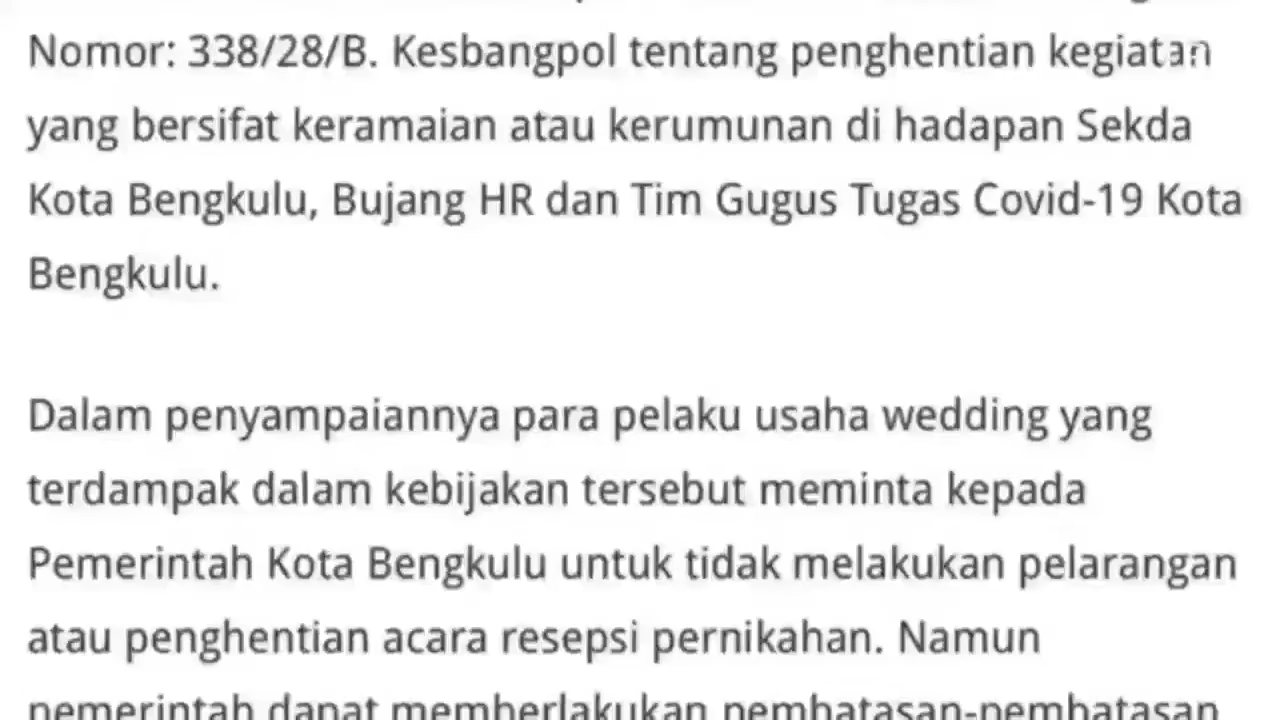 Nomor: 338/28/B. Kesbangpol tentang penghentian kegiatan
yang bersifat keramaian atau kerumunan di hadapan Sekda
Kota Bengkulu, Bujang HR dan Tim Gugus Tugas Covid-19 Kota
Bengkulu.
Dalam penyampaiannya para pelaku usaha wedding yang
terdampak dalam kebijakan tersebut meminta kepada
Pemerintah Kota Bengkulu untuk tidak melakukan pelarangan
atau penghentian acara resepsi pernikahan. Namun
pemerintah dapat memberlakukan pembatasan-pembatasan